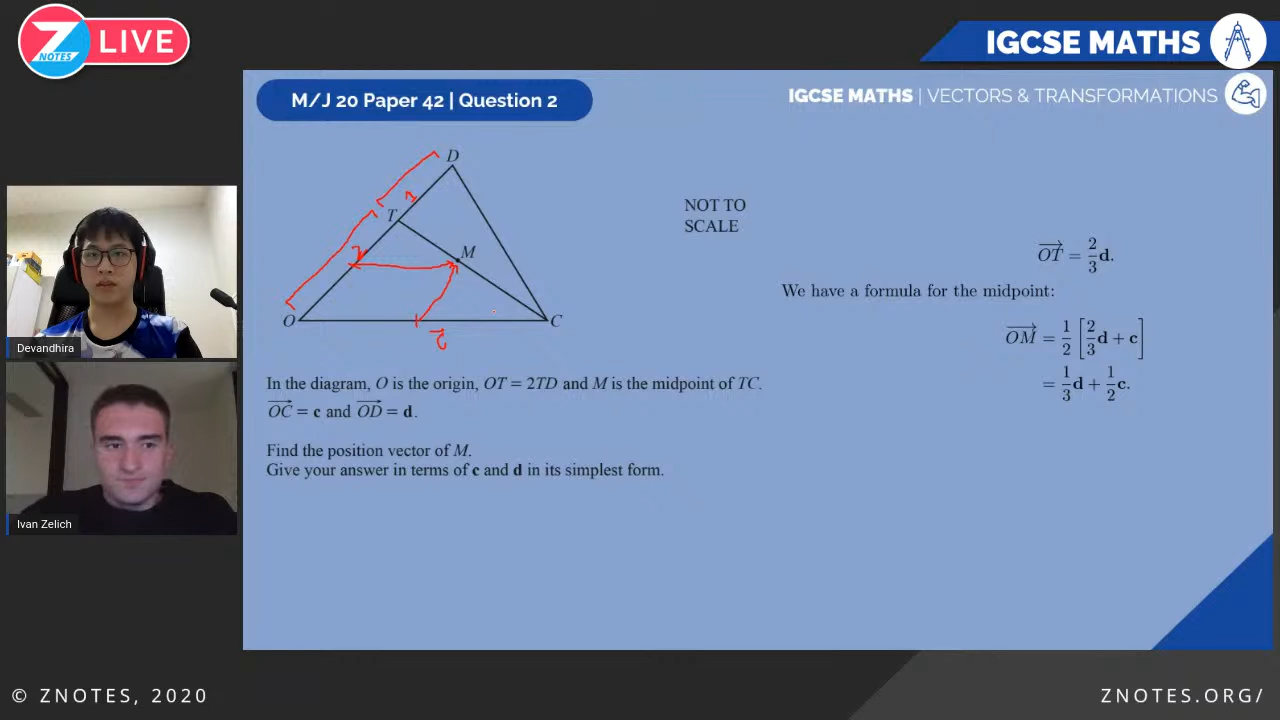 Z NOTES LIVE
IGCSE MATHS
M/J 20 Paper 42 | Question 2
IGCSE MATHS | VECTORS & TRANSFORMATIONS
D
T
1
2
M
O
C
c
NOT TO
SCALE
OT = 2/3 d.
We have a formula for the midpoint:
OM = 1/2 [2/3 d + c]
= 1/3 d + 1/2 c.
In the diagram, O is the origin, OT = 2TD and M is the midpoint of TC.
OC = c and OD = d.
Find the position vector of M.
Give your answer in terms of c and d in its simplest form.
Devandhira
Ivan Zelich
© ZNOTES, 2020
ZNOTES.ORG/